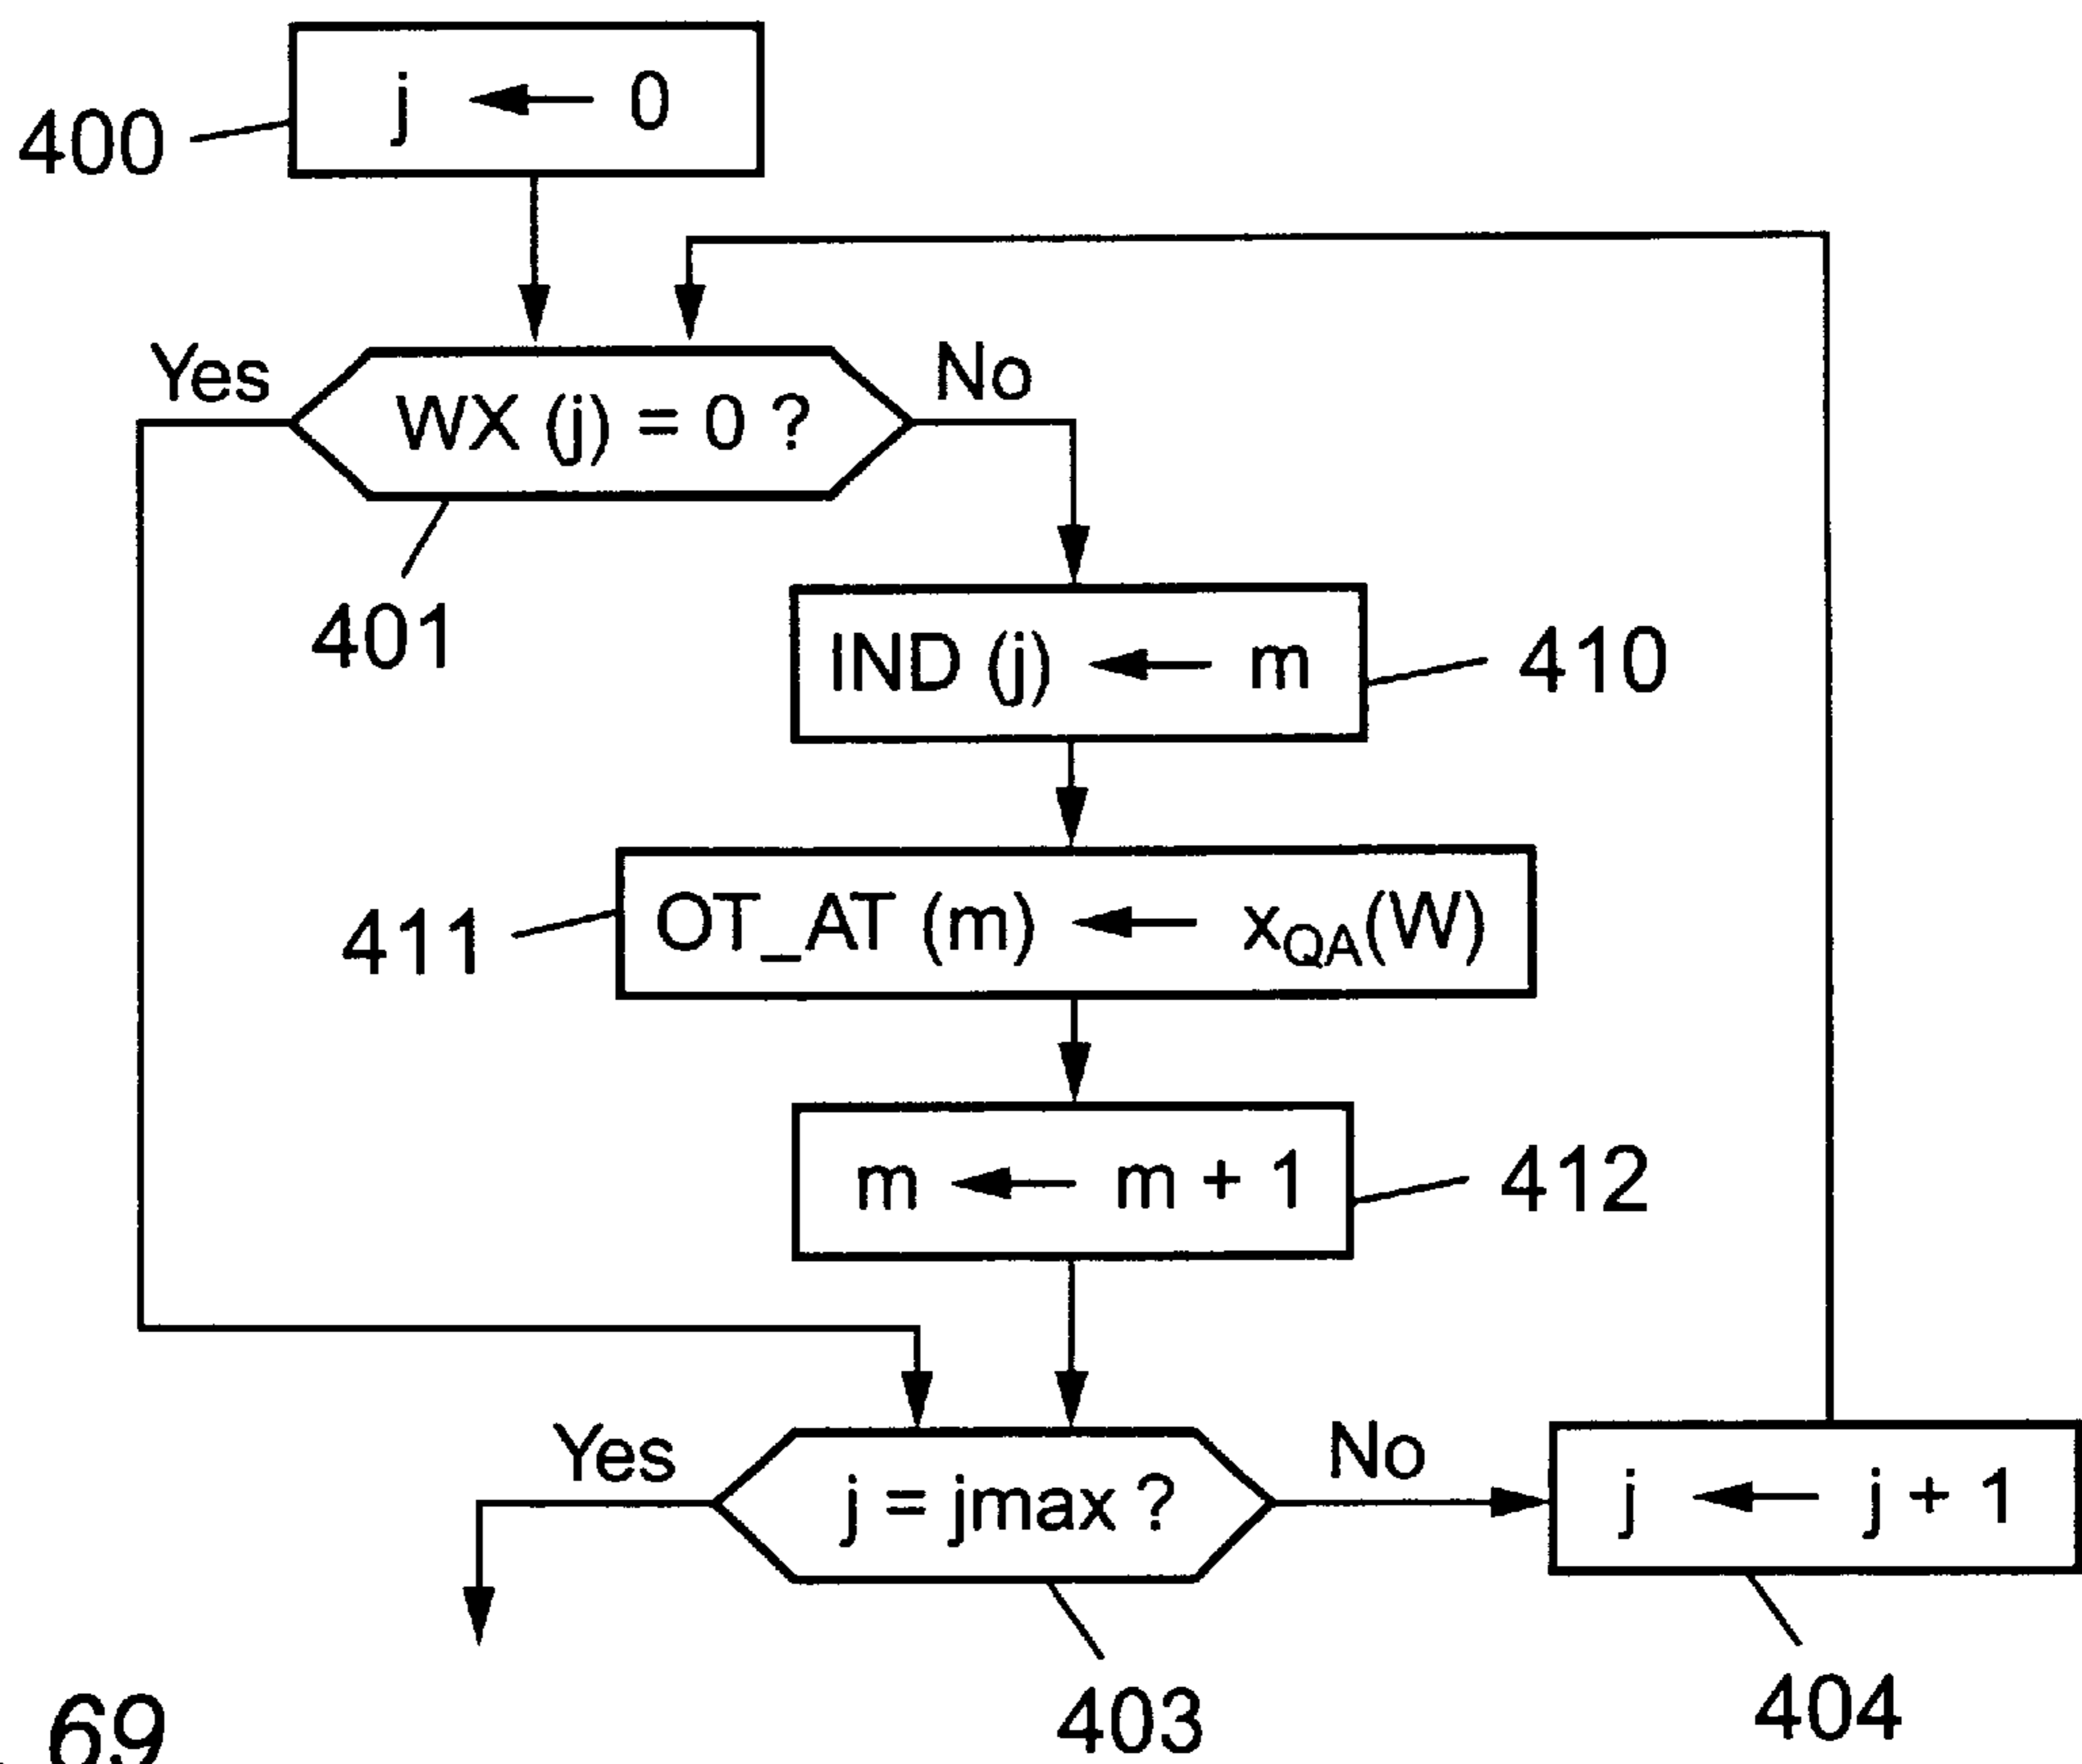 j ← 0
400
Yes
WX (j) = 0 ?
No
401
IND (j) ← m
410
411
OT_AT (m) ← xQA(W)
m ← m + 1
412
Yes
j = jmax ?
No
j ← j + 1
403
404
69